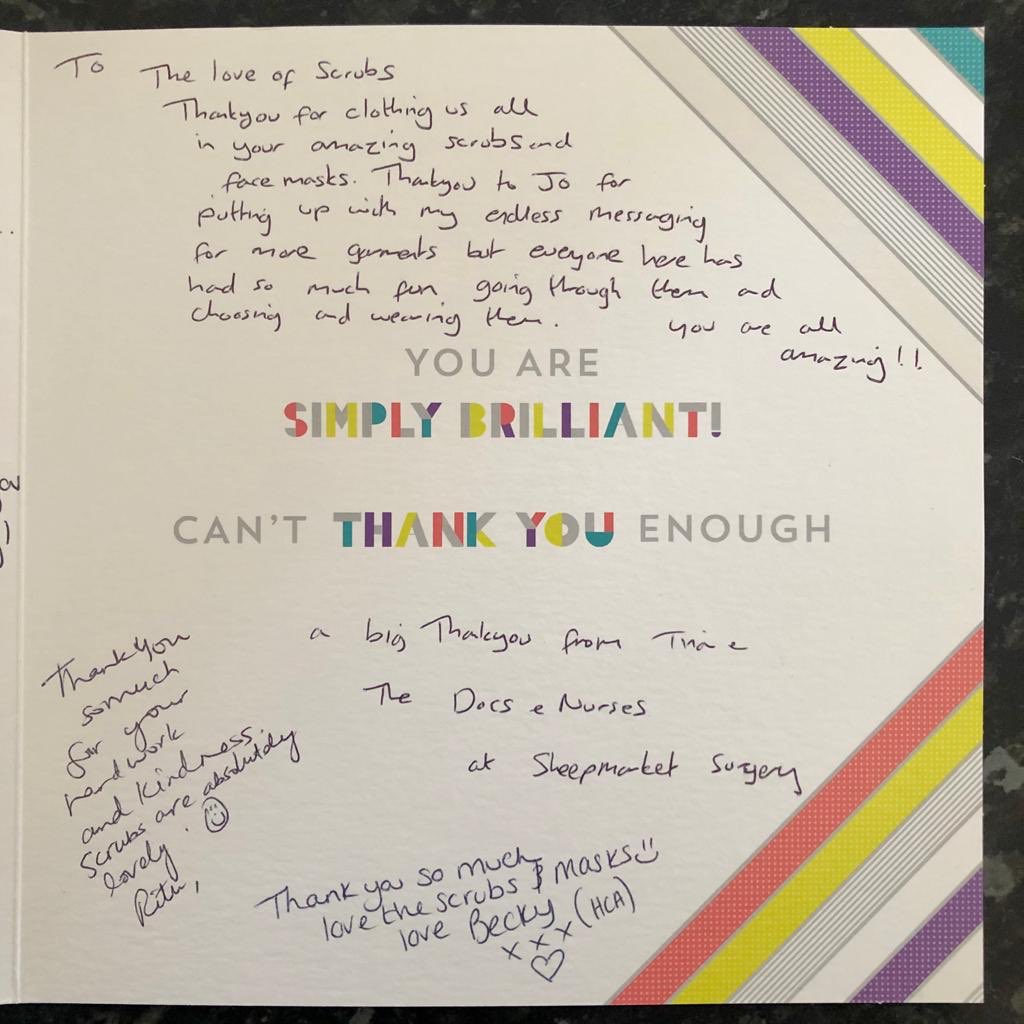 To The love of Scrubs
Thankyou for clothing us all
in your amazing scrubs and
face masks. Thankyou to Jo for
putting up with my endless messaging
for more garments but everyone here has
had so much fun going through them and
choosing and wearing them. You are all
amazing!!
YOU ARE
SIMPLY BRILLIANT!
CAN'T THANK YOU ENOUGH
a big Thankyou from Tina &
The Docs & Nurses
at Sheepmarket Surgery
Thank you
so much
for your
hard work
and kindness.
Scrubs are absolutely
lovely. ☺
Thank you so much
love the scrubs & masks ☺
love Becky (HCA)
x x x
♡